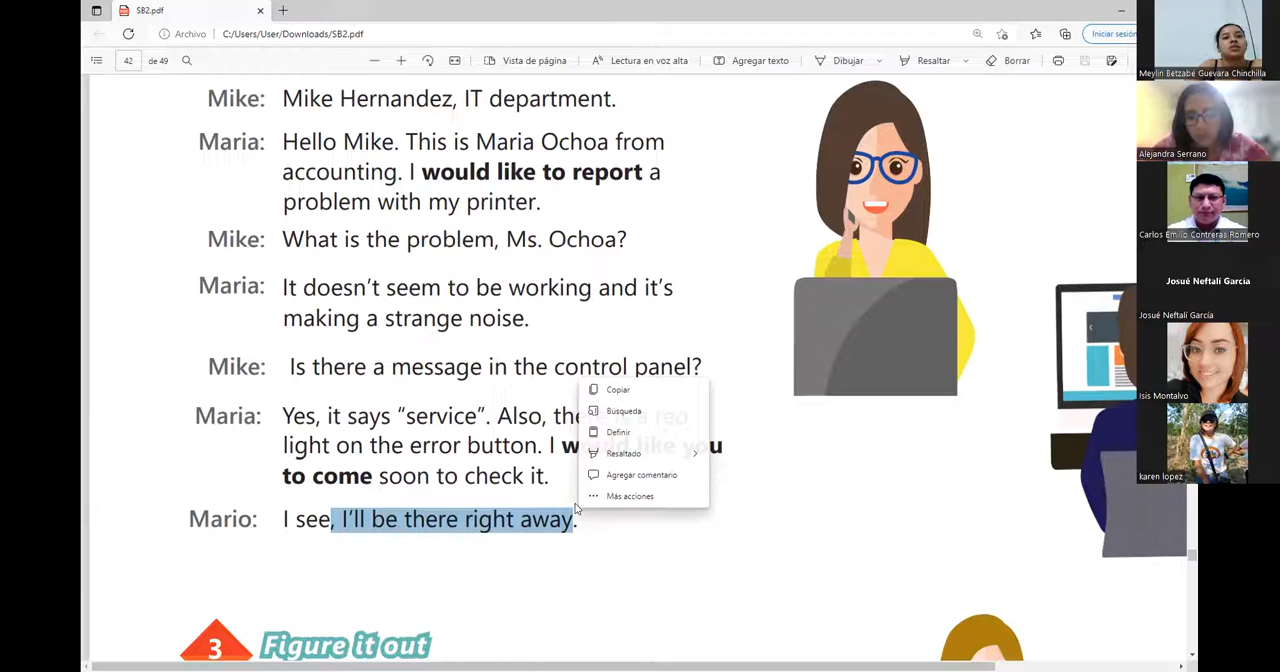 SB2.pdf
Archivo
C:/Users/User/Downloads/SB2.pdf
Iniciar sesión
42
de 49
Vista de página
Lectura en voz alta
Agregar texto
Dibujar
Resaltar
Borrar
Mike: Mike Hernandez, IT department.
Maria: Hello Mike. This is Maria Ochoa from
accounting. I would like to report a
problem with my printer.
Mike: What is the problem, Ms. Ochoa?
Maria: It doesn't seem to be working and it's
making a strange noise.
Mike: Is there a message in the control panel?
Maria: Yes, it says "service". Also, there's a red
light on the error button. I would like you
to come soon to check it.
Mario: I see, I'll be there right away.
Copiar
Búsqueda
Definir
Resaltado
Agregar comentario
Más acciones
3 Figure it out
Meylin Betzabé Guevara Chinchilla
Alejandra Serrano
Carlos Emilio Contreras Romero
Josué Neftalí García
Josué Neftalí García
Isis Montalvo
karen lopez